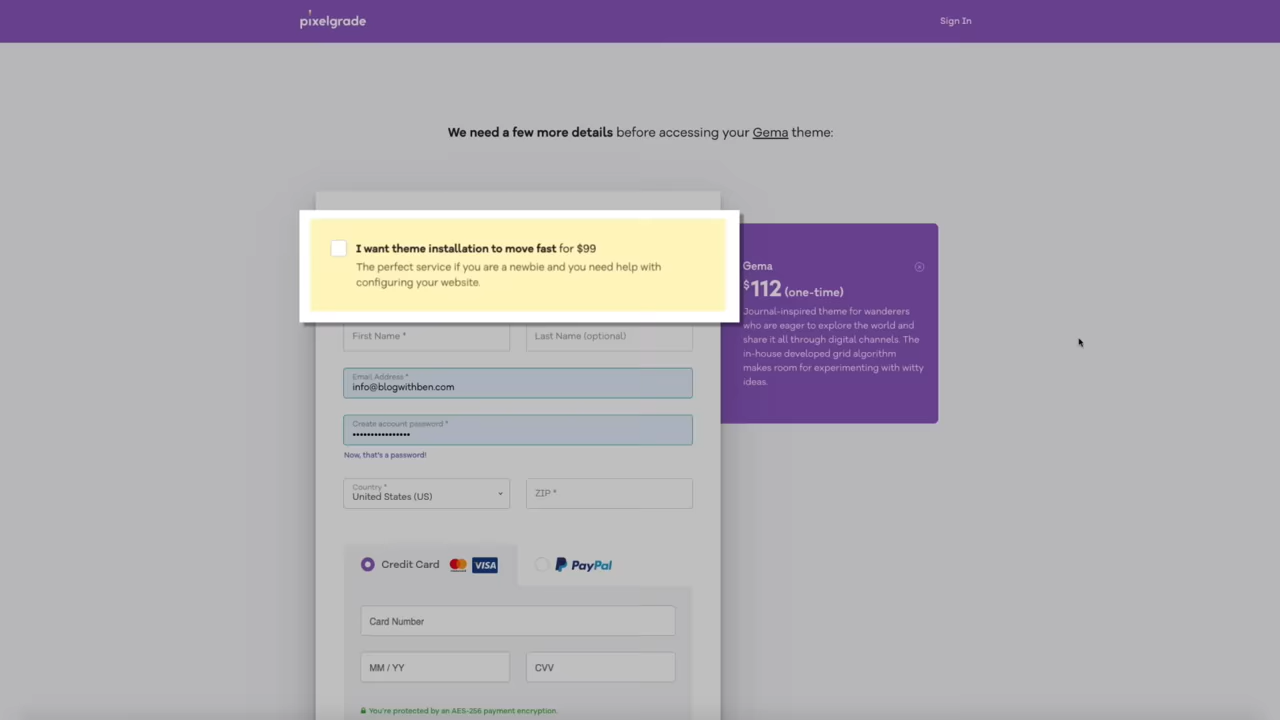 pixelgrade
Sign In
We need a few more details before accessing your Gema theme:
I want theme installation to move fast for $99
The perfect service if you are a newbie and you need help with
configuring your website.
First Name *
Last Name (optional)
Email Address *
info@blogwithben.com
Create account password *
••••••••••••••••
Now, that's a password!
Country *
United States (US)
ZIP *
Credit Card
VISA
PayPal
Card Number
MM / YY
CVV
You're protected by an AES-256 payment encryption.
Gema
$112 (one-time)
Journal-inspired theme for wanderers
who are eager to explore the world and
share it all through digital channels. The
in-house developed grid algorithm
makes room for experimenting with witty
ideas.